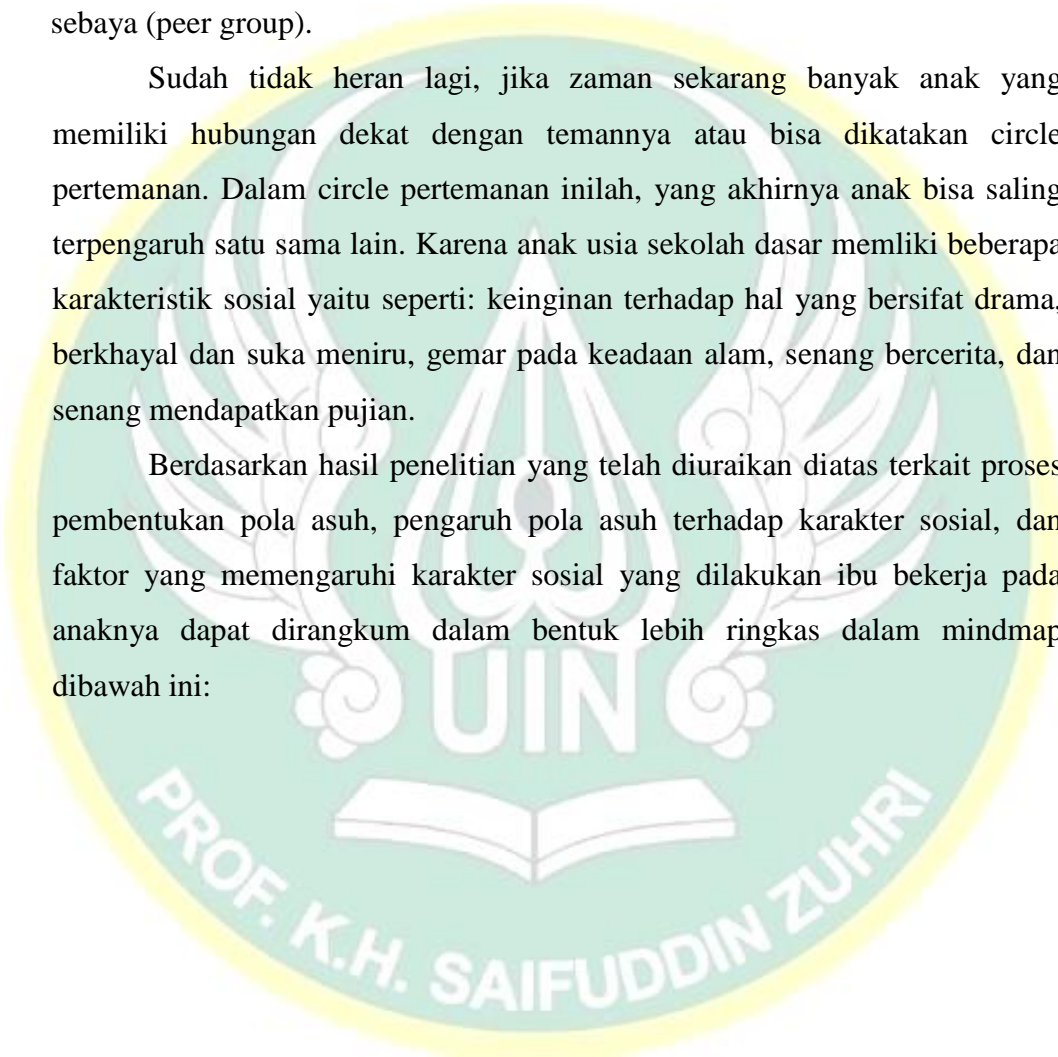 sebaya (peer group).
Sudah tidak heran lagi, jika zaman sekarang banyak anak yang
memiliki hubungan dekat dengan temannya atau bisa dikatakan circle
pertemanan. Dalam circle pertemanan inilah, yang akhirnya anak bisa saling
terpengaruh satu sama lain. Karena anak usia sekolah dasar memliki beberapa
karakteristik sosial yaitu seperti: keinginan terhadap hal yang bersifat drama,
berkhayal dan suka meniru, gemar pada keadaan alam, senang bercerita, dan
senang mendapatkan pujian.
Berdasarkan hasil penelitian yang telah diuraikan diatas terkait proses
pembentukan pola asuh, pengaruh pola asuh terhadap karakter sosial, dan
faktor yang memengaruhi karakter sosial yang dilakukan ibu bekerja pada
anaknya dapat dirangkum dalam bentuk lebih ringkas dalam mindmap
dibawah ini:
UIN
PROF. K.H. SAIFUDDIN ZUHRI